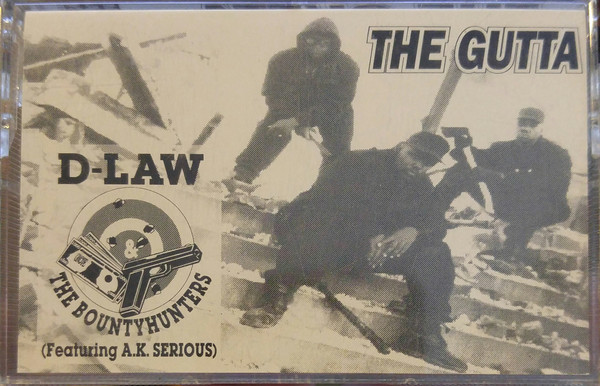 THE GUTTA
D-LAW
&
THE BOUNTYHUNTERS
(Featuring A.K. SERIOUS)